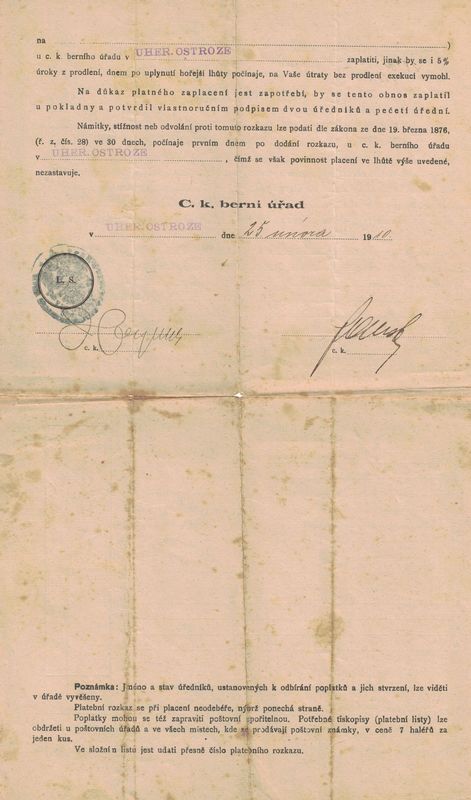 na )
u c. k. berního úřadu v UHER. OSTROZE zaplatiti, jinak by se i 5%
úroky z prodlení, dnem po uplynutí hořejší lhůty počínaje, na Vaše útraty bez prodlení exekucí vymohl.
Na důkaz platného zaplacení jest zapotřebí, by se tento obnos zaplatil
u pokladny a potvrdil vlastnoručním podpisem dvou úředníků a pečetí úřední.
Námitky, stížnost neb odvolání proti tomuto rozkazu lze podati dle zákona ze dne 19. března 1876,
(ř. z. čís. 28) ve 30 dnech, počínaje prvním dnem po dodání rozkazu, u c. k. berního úřadu
v UHER. OSTROZE , čímž se však povinnost placení ve lhůtě výše uvedené,
nezastavuje.
C. k. berní úřad
v UHER. OSTROZE dne 25 února 1910.
L. S.
c. k. c. k.
Poznámka: Jméno a stav úředníků, ustanovených k odbírání poplatků a jich stvrzení, lze viděti
v úřadě vyvěšeny.
Platební rozkaz se při placení neodebéře, nýbrž ponechá straně.
Poplatky mohou se též zapraviti poštovní spořitelnou. Potřebné tiskopisy (platební listy) lze
obdržeti u poštovních úřadů a ve všech místech, kde se prodávají poštovní známky, v ceně 7 haléřů za
jeden kus.
Ve složním listu jest udati přesně číslo platebního rozkazu.